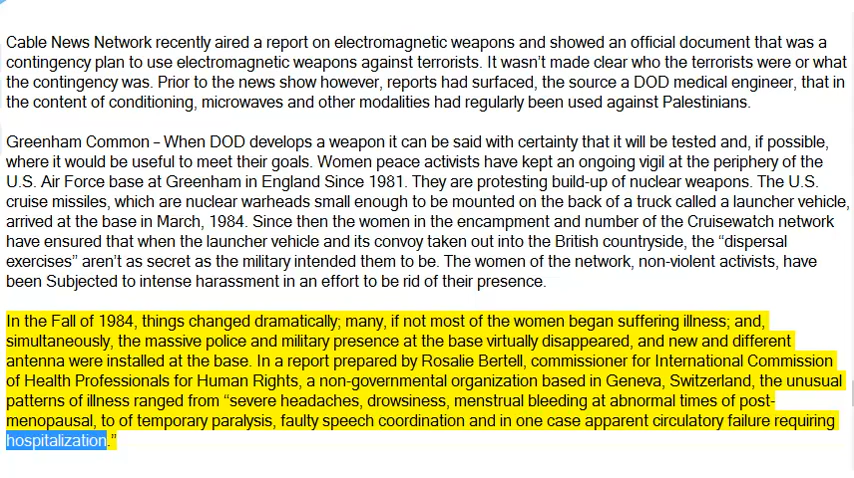 Cable News Network recently aired a report on electromagnetic weapons and showed an official document that was a
contingency plan to use electromagnetic weapons against terrorists. It wasn't made clear who the terrorists were or what
the contingency was. Prior to the news show however, reports had surfaced, the source a DOD medical engineer, that in
the content of conditioning, microwaves and other modalities had regularly been used against Palestinians.
Greenham Common – When DOD develops a weapon it can be said with certainty that it will be tested and, if possible,
where it would be useful to meet their goals. Women peace activists have kept an ongoing vigil at the periphery of the
U.S. Air Force base at Greenham in England Since 1981. They are protesting build-up of nuclear weapons. The U.S.
cruise missiles, which are nuclear warheads small enough to be mounted on the back of a truck called a launcher vehicle,
arrived at the base in March, 1984. Since then the women in the encampment and number of the Cruisewatch network
have ensured that when the launcher vehicle and its convoy taken out into the British countryside, the “dispersal
exercises” aren't as secret as the military intended them to be. The women of the network, non-violent activists, have
been Subjected to intense harassment in an effort to be rid of their presence.
In the Fall of 1984, things changed dramatically; many, if not most of the women began suffering illness; and,
simultaneously, the massive police and military presence at the base virtually disappeared, and new and different
antenna were installed at the base. In a report prepared by Rosalie Bertell, commissioner for International Commission
of Health Professionals for Human Rights, a non-governmental organization based in Geneva, Switzerland, the unusual
patterns of illness ranged from “severe headaches, drowsiness, menstrual bleeding at abnormal times of post-
menopausal, to of temporary paralysis, faulty speech coordination and in one case apparent circulatory failure requiring
hospitalization.”